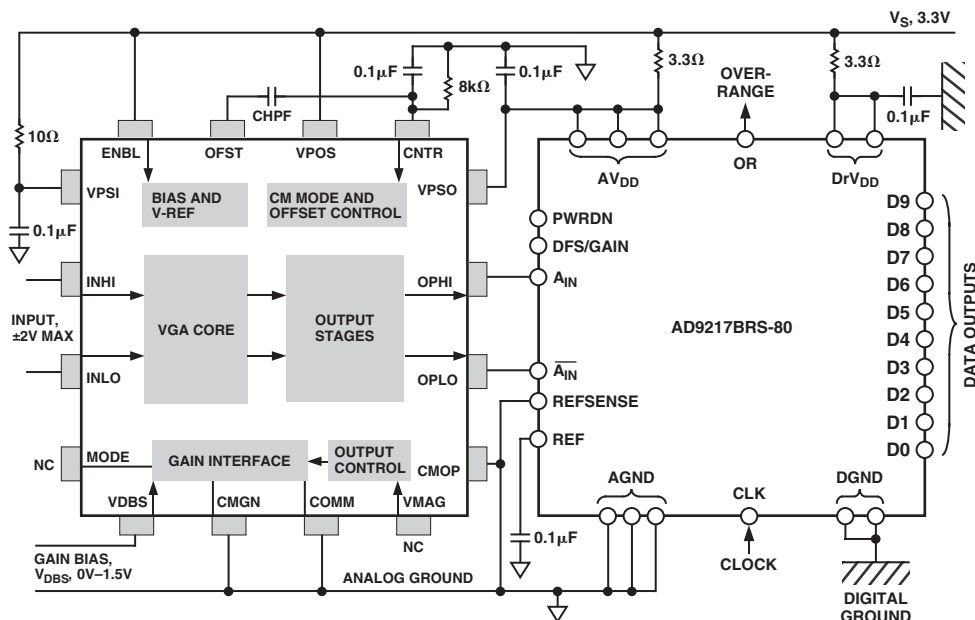 V_S, 3.3V
0.1µF
8kΩ
0.1µF
3.3Ω
3.3Ω
OVER-
RANGE
0.1µF
CHPF
10Ω
ENBL
OFST
VPOS
CNTR
VPSI
VPSO
BIAS AND
V-REF
CM MODE AND
OFFSET CONTROL
0.1µF
AV_DD
OR
DrV_DD
PWRDN
DFS/GAIN
A_IN
INHI
OPHI
INPUT,
±2V MAX
VGA CORE
OUTPUT
STAGES
AD9217BRS-80
INLO
OPLO
A_IN
REFSENSE
REF
D9
D8
D7
D6
D5
D4
D3
D2
D1
D0
DATA OUTPUTS
NC
MODE
GAIN INTERFACE
OUTPUT
CONTROL
CMOP
VDBS
CMGN
COMM
VMAG
NC
AGND
CLK
DGND
0.1µF
CLOCK
GAIN BIAS,
V_DBS, 0V–1.5V
ANALOG GROUND
DIGITAL
GROUND